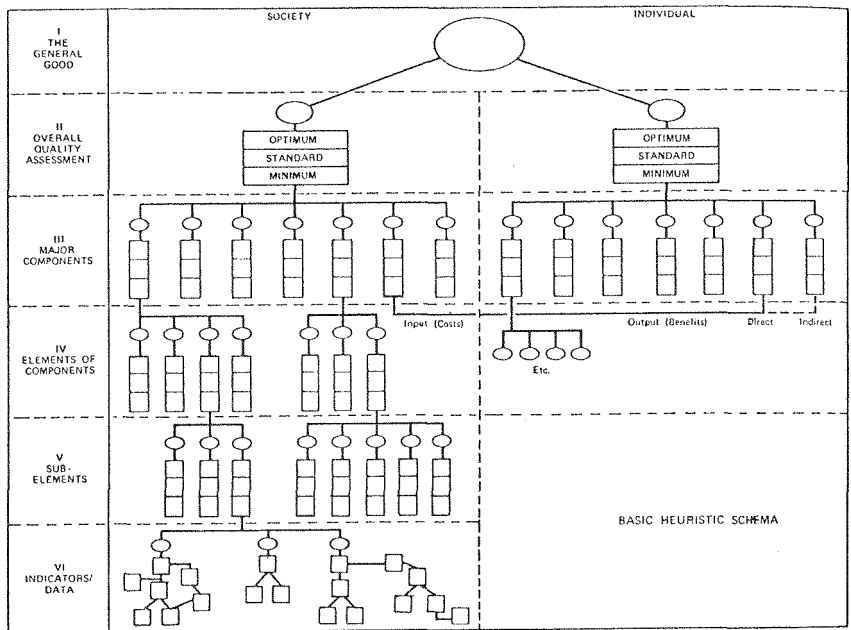 SOCIETY
INDIVIDUAL
I
THE
GENERAL
GOOD
II
OVERALL
QUALITY
ASSESSMENT
OPTIMUM
STANDARD
MINIMUM
OPTIMUM
STANDARD
MINIMUM
III
MAJOR
COMPONENTS
Input (Costs)
Output (Benefits)
Direct
Indirect
IV
ELEMENTS OF
COMPONENTS
Etc.
V
SUB-
ELEMENTS
BASIC HEURISTIC SCHEMA
VI
INDICATORS/
DATA